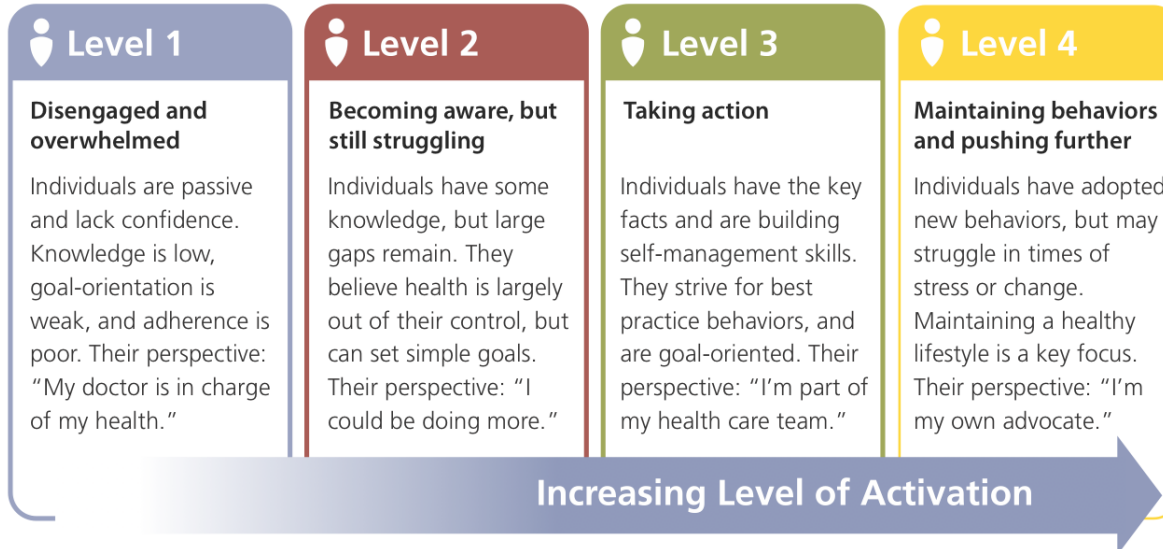 Level 1
Disengaged and
overwhelmed
Individuals are passive
and lack confidence.
Knowledge is low,
goal-orientation is
weak, and adherence is
poor. Their perspective:
“My doctor is in charge
of my health.”
Level 2
Becoming aware, but
still struggling
Individuals have some
knowledge, but large
gaps remain. They
believe health is largely
out of their control, but
can set simple goals.
Their perspective: “I
could be doing more.”
Level 3
Taking action
Individuals have the key
facts and are building
self-management skills.
They strive for best
practice behaviors, and
are goal-oriented. Their
perspective: “I’m part of
my health care team.”
Level 4
Maintaining behaviors
and pushing further
Individuals have adopted
new behaviors, but may
struggle in times of
stress or change.
Maintaining a healthy
lifestyle is a key focus.
Their perspective: “I’m
my own advocate.”
Increasing Level of Activation